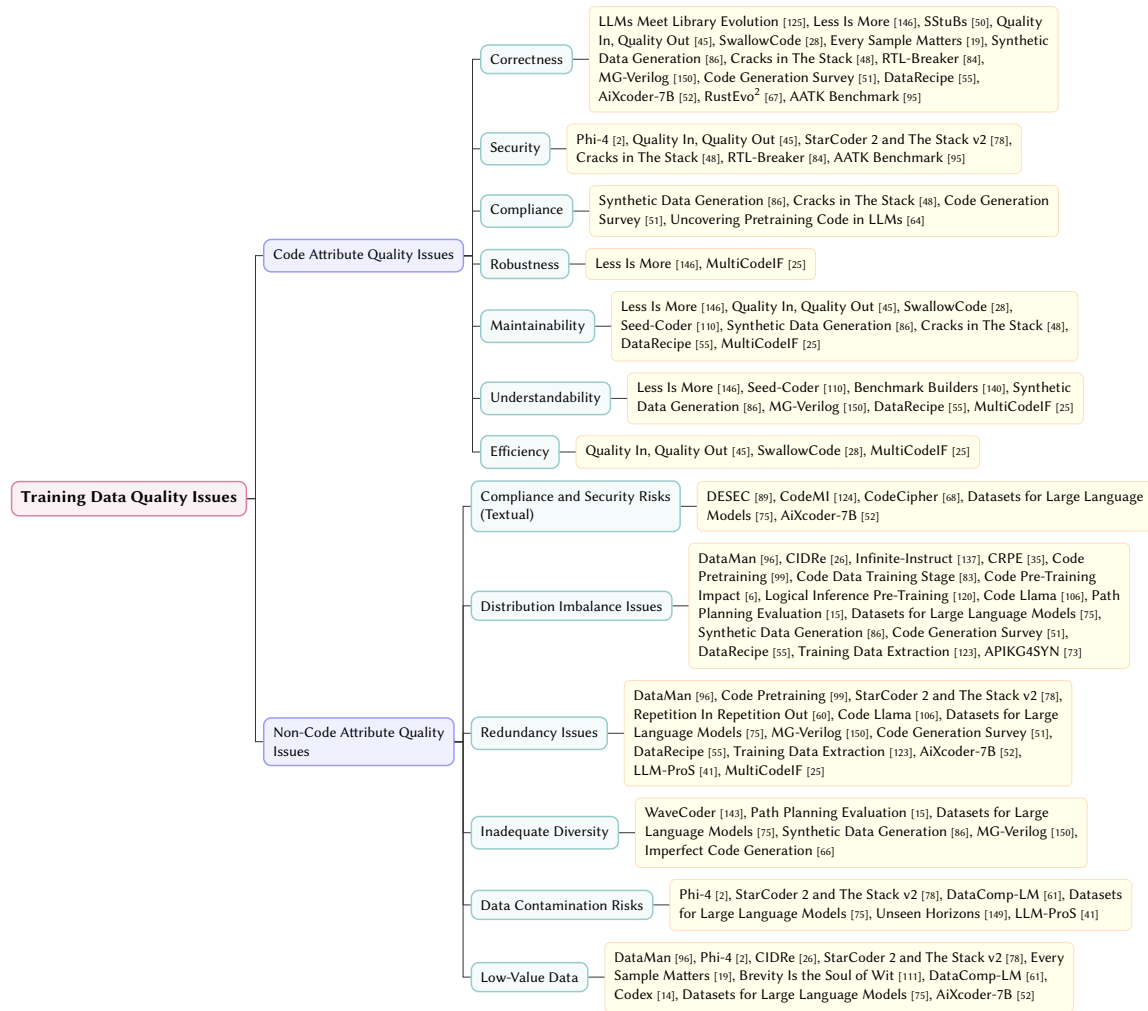 Training Data Quality Issues
Code Attribute Quality Issues
Correctness
LLMs Meet Library Evolution [125], Less Is More [146], SStuBs [50], Quality
In, Quality Out [45], SwallowCode [28], Every Sample Matters [19], Synthetic
Data Generation [86], Cracks in The Stack [48], RTL-Breaker [84],
MG-Verilog [150], Code Generation Survey [51], DataRecipe [55],
AiXcoder-7B [52], RustEvo² [67], AATK Benchmark [95]
Security
Phi-4 [2], Quality In, Quality Out [45], StarCoder 2 and The Stack v2 [78],
Cracks in The Stack [48], RTL-Breaker [84], AATK Benchmark [95]
Compliance
Synthetic Data Generation [86], Cracks in The Stack [48], Code Generation
Survey [51], Uncovering Pretraining Code in LLMs [64]
Robustness
Less Is More [146], MultiCodeIF [25]
Maintainability
Less Is More [146], Quality In, Quality Out [45], SwallowCode [28],
Seed-Coder [110], Synthetic Data Generation [86], Cracks in The Stack [48],
DataRecipe [55], MultiCodeIF [25]
Understandability
Less Is More [146], Seed-Coder [110], Benchmark Builders [140], Synthetic
Data Generation [86], MG-Verilog [150], DataRecipe [55], MultiCodeIF [25]
Efficiency
Quality In, Quality Out [45], SwallowCode [28], MultiCodeIF [25]
Non-Code Attribute Quality
Issues
Compliance and Security Risks
(Textual)
DESEC [89], CodeMI [124], CodeCipher [68], Datasets for Large Language
Models [75], AiXcoder-7B [52]
Distribution Imbalance Issues
DataMan [96], CIDRe [26], Infinite-Instruct [137], CRPE [35], Code
Pretraining [99], Code Data Training Stage [83], Code Pre-Training
Impact [6], Logical Inference Pre-Training [120], Code Llama [106], Path
Planning Evaluation [15], Datasets for Large Language Models [75],
Synthetic Data Generation [86], Code Generation Survey [51],
DataRecipe [55], Training Data Extraction [123], APIKG4SYN [73]
Redundancy Issues
DataMan [96], Code Pretraining [99], StarCoder 2 and The Stack v2 [78],
Repetition In Repetition Out [60], Code Llama [106], Datasets for Large
Language Models [75], MG-Verilog [150], Code Generation Survey [51],
DataRecipe [55], Training Data Extraction [123], AiXcoder-7B [52],
LLM-ProS [41], MultiCodeIF [25]
Inadequate Diversity
WaveCoder [143], Path Planning Evaluation [15], Datasets for Large
Language Models [75], Synthetic Data Generation [86], MG-Verilog [150],
Imperfect Code Generation [66]
Data Contamination Risks
Phi-4 [2], StarCoder 2 and The Stack v2 [78], DataComp-LM [61], Datasets
for Large Language Models [75], Unseen Horizons [149], LLM-ProS [41]
Low-Value Data
DataMan [96], Phi-4 [2], CIDRe [26], StarCoder 2 and The Stack v2 [78], Every
Sample Matters [19], Brevity Is the Soul of Wit [111], DataComp-LM [61],
Codex [14], Datasets for Large Language Models [75], AiXcoder-7B [52]